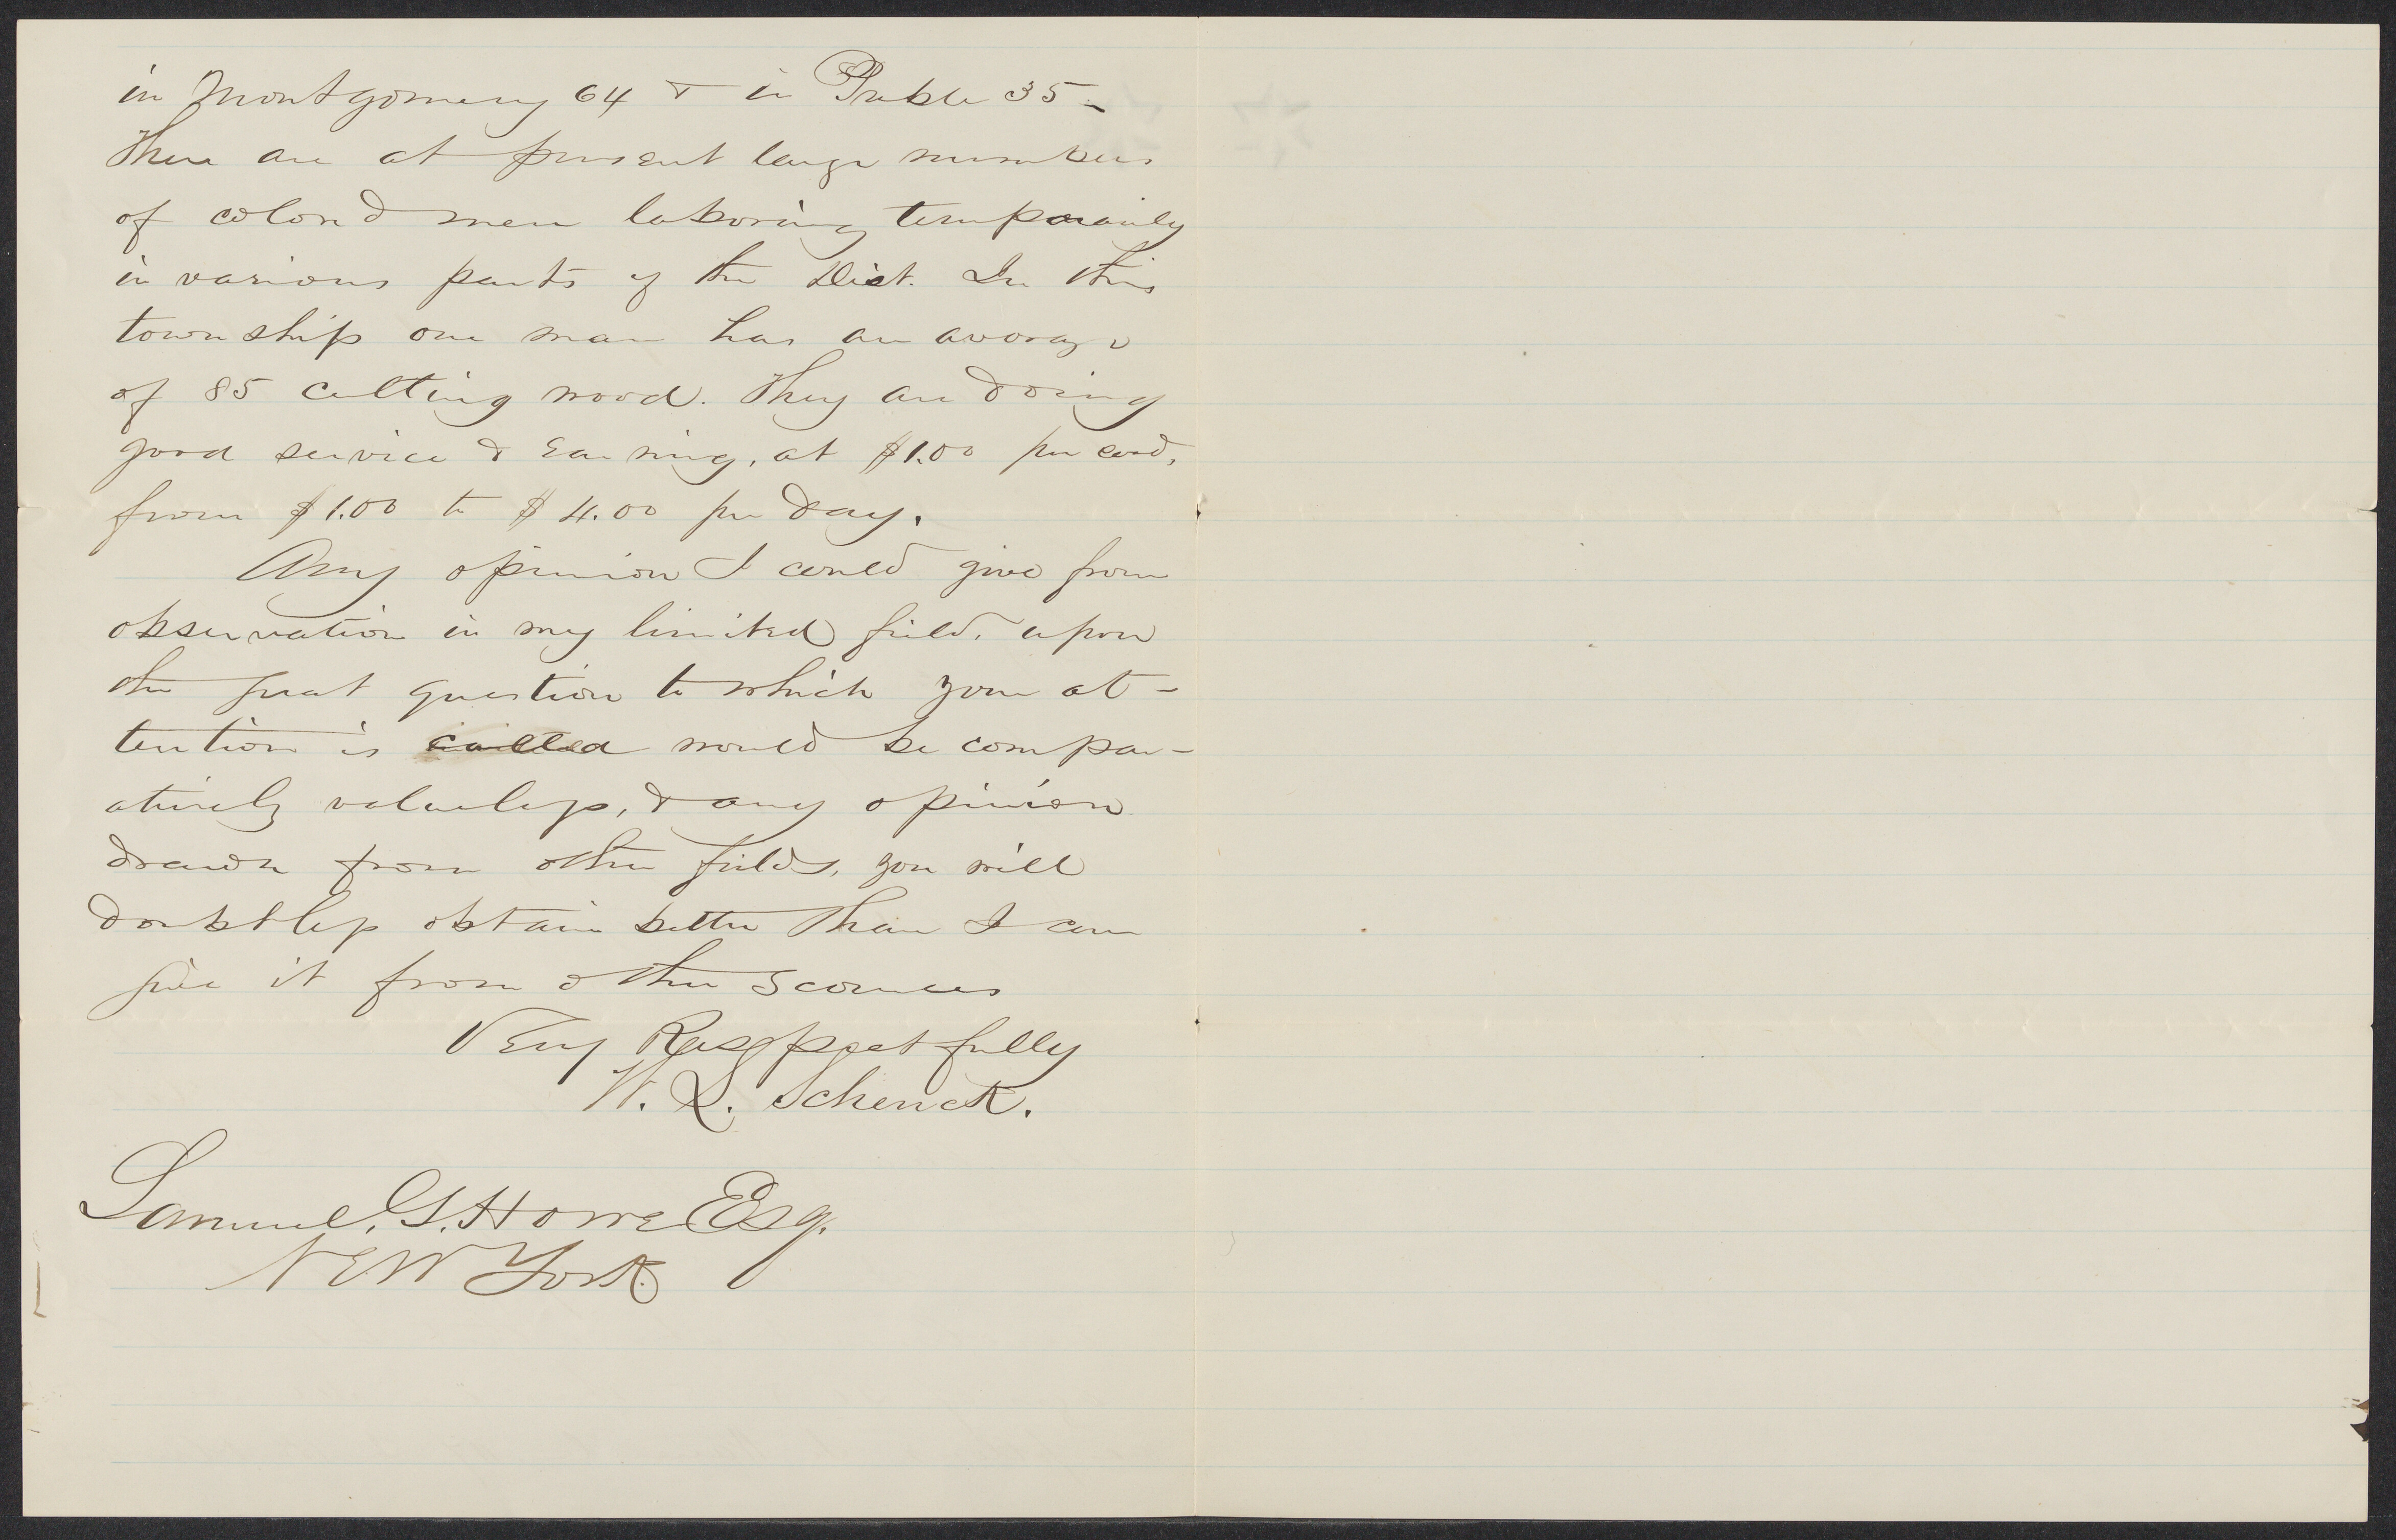 in Montgomery 64 & in Preble 35 -
There are at present large numbers
of colored men laboring temporarily
in various parts of the Dist. In this
township one man has an average
of 85 cutting wood. They are doing
good service & earning, at $1.00 per cord,
from $1.00 to $4.00 per day.
Any opinion I could give from
observation in my limited field, upon
the great question to which your at-
tention is called would be compar-
atively valueless, & any opinion
drawn from other fields, you will
doubtless obtain better than I can
give it from other sources
Very Respectfully
W. L. Schenck.
Samuel. G. Howe Esq.
New York